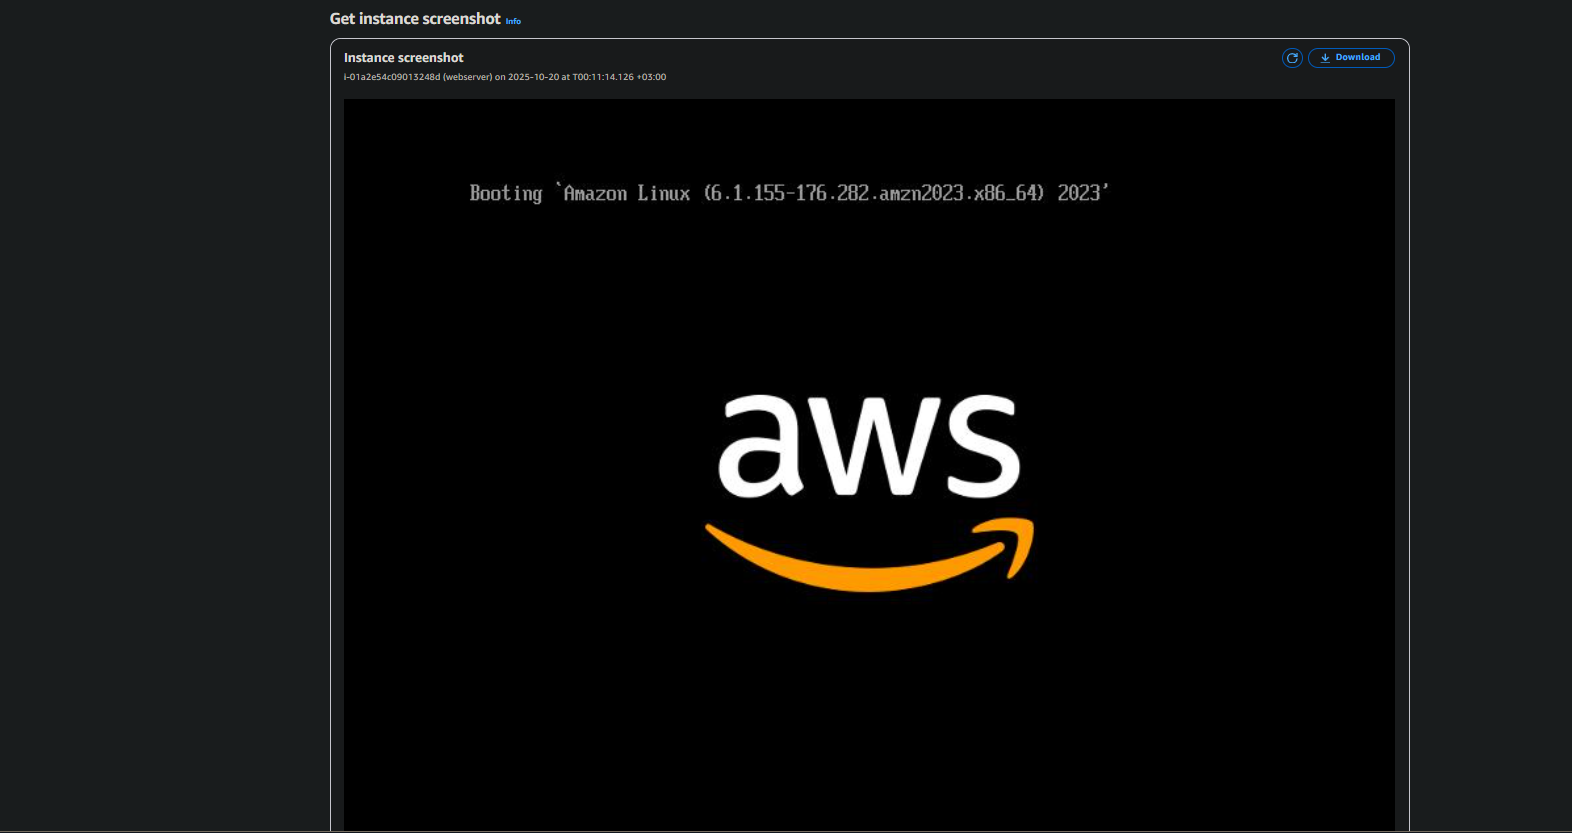 Get instance screenshot Info
Instance screenshot
Download
i-01a2e54c09013248d (webserver) on 2025-10-20 at T00:11:14.126 +03:00
Booting `Amazon Linux (6.1.155-176.282.amzn2023.x86_64) 2023'
aws